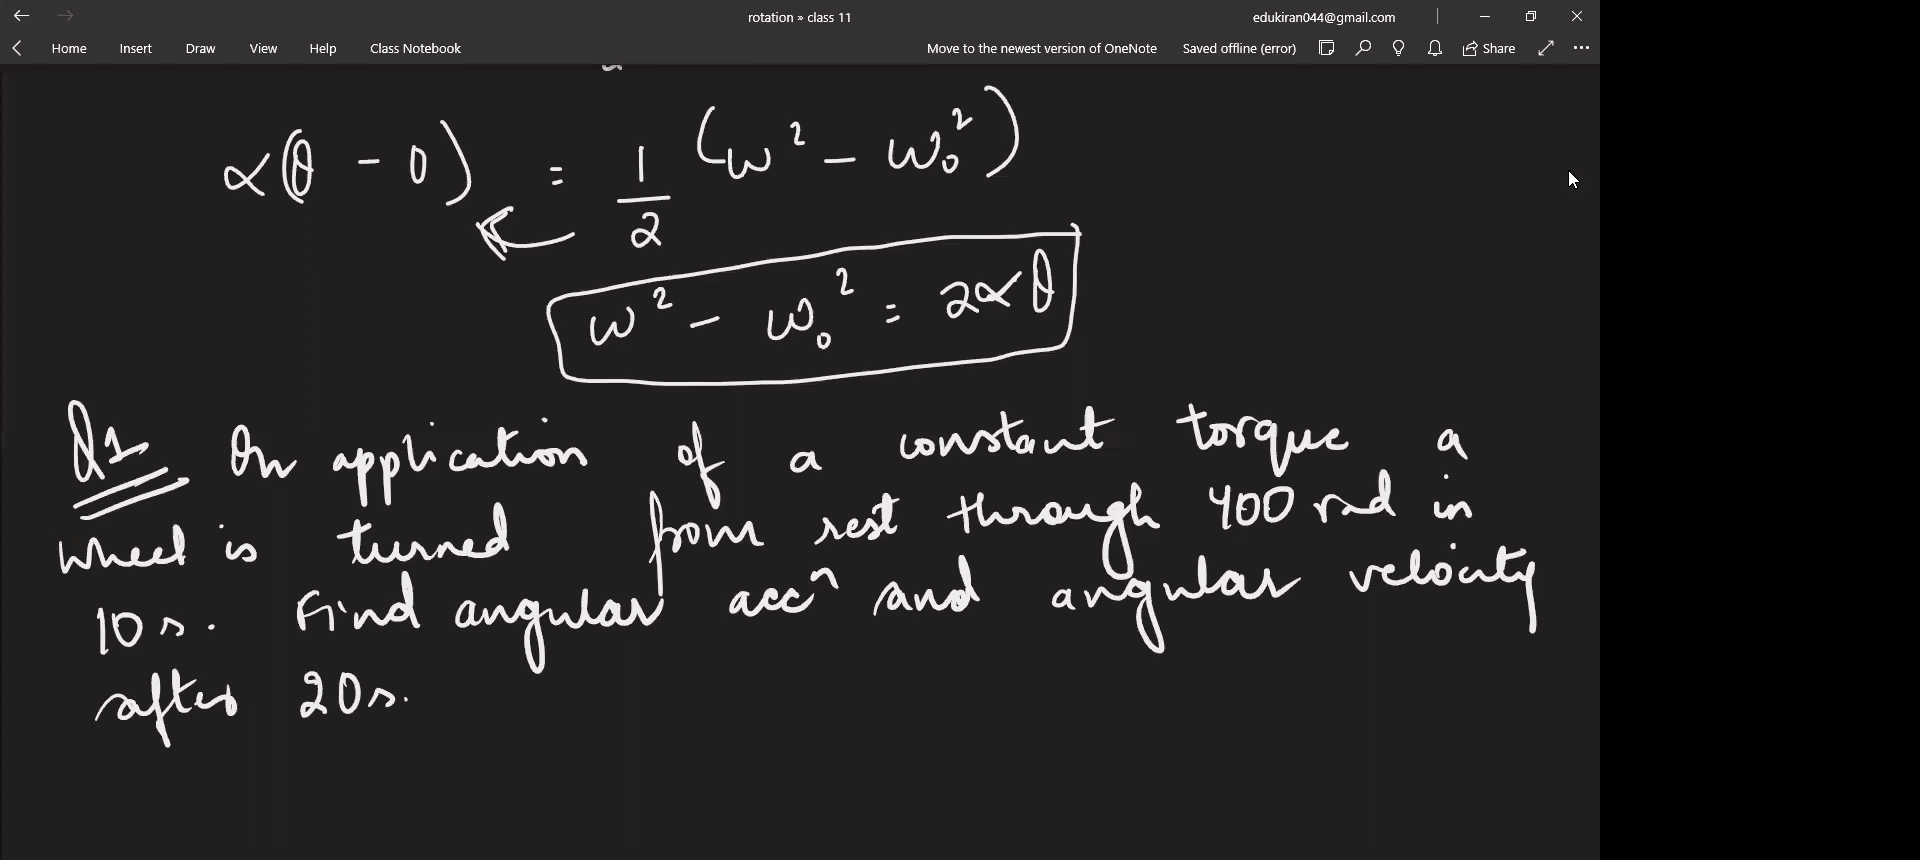 rotation » class 11
edukiran044@gmail.com
Home Insert Draw View Help Class Notebook
Move to the newest version of OneNote Saved offline (error) Share
α(θ - 0) = 1/2 (ω² - ω₀²)
ω² - ω₀² = 2αθ
Q1 On application of a constant torque a
wheel is turned from rest through 400 rad in
10 s. Find angular accⁿ and angular velocity
after 20s.